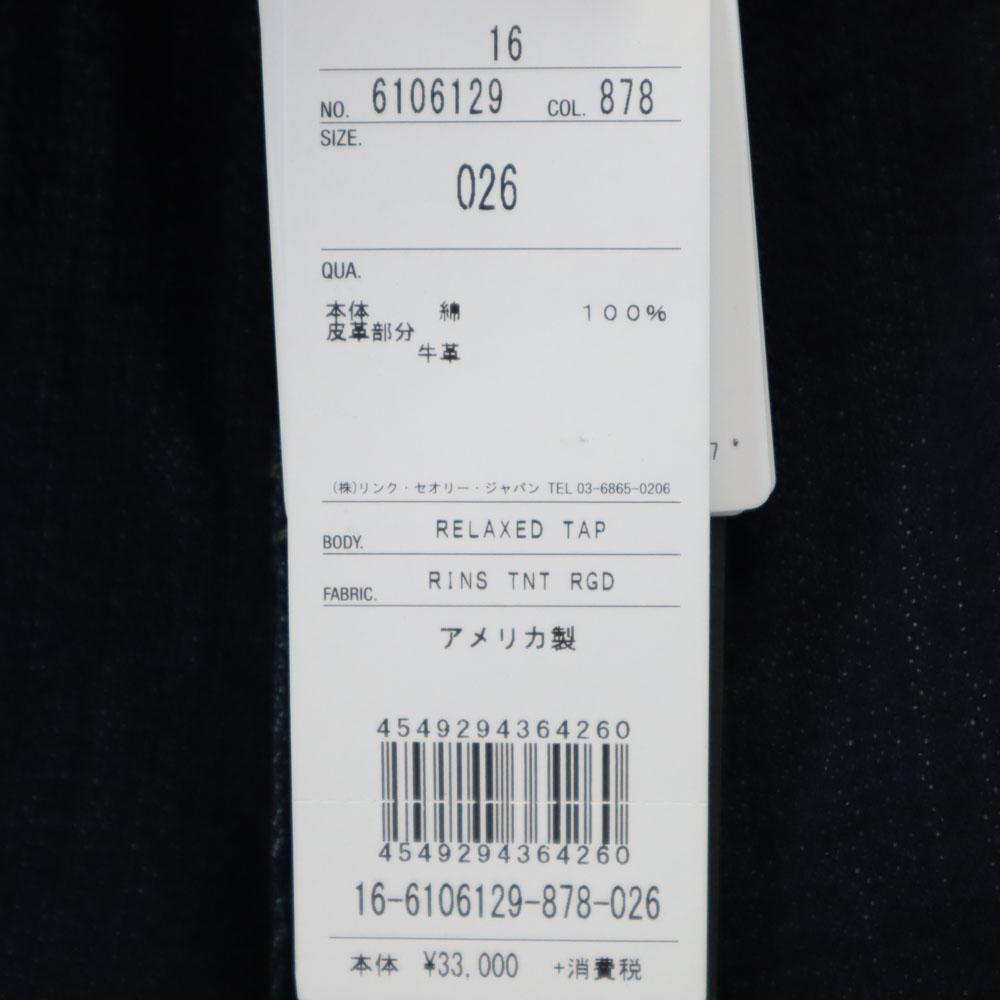 16
NO. 6106129 COL. 878
SIZE.
026
QUA.
本体 綿 100%
皮革部分
牛革
7
(株)リンク・セオリー・ジャパン TEL 03-6865-0206
BODY. RELAXED TAP
FABRIC. RINS TNT RGD
アメリカ製
4549294364260
4549294364260
16-6106129-878-026
本体 ¥33,000 +消費税